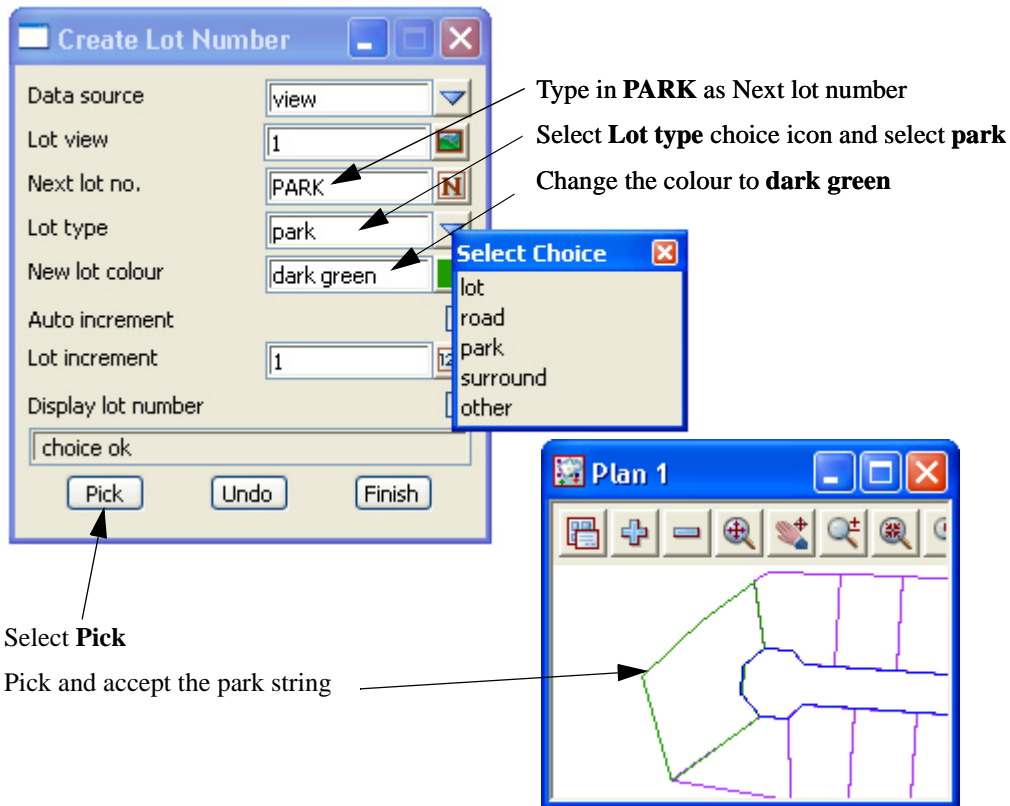 Create Lot Number
Data source
view
Lot view
1
Next lot no.
PARK
N
Lot type
park
New lot colour
dark green
Auto increment
Lot increment
1
12
Display lot number
choice ok
Pick
Undo
Finish
Type in PARK as Next lot number
Select Lot type choice icon and select park
Change the colour to dark green
Select Choice
lot
road
park
surround
other
Plan 1
Select Pick
Pick and accept the park string